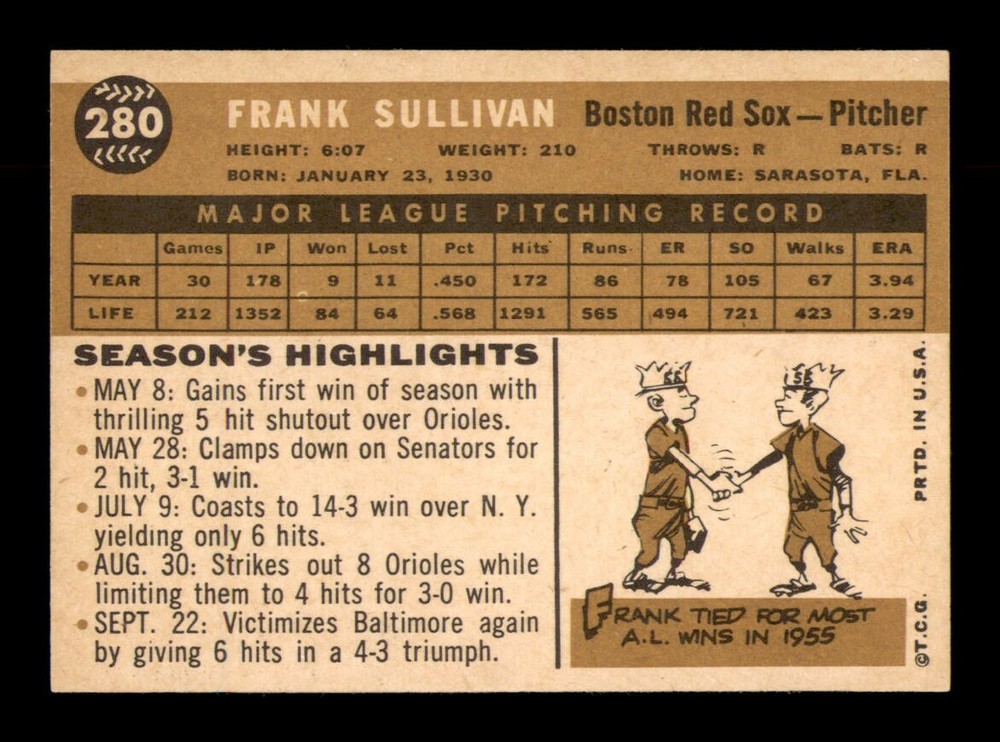 280
FRANK SULLIVAN Boston Red Sox—Pitcher
HEIGHT: 6:07 WEIGHT: 210 THROWS: R BATS: R
BORN: JANUARY 23, 1930 HOME: SARASOTA, FLA.
MAJOR LEAGUE PITCHING RECORD
Games IP Won Lost Pct Hits Runs ER SO Walks ERA
YEAR 30 178 9 11 .450 172 86 78 105 67 3.94
LIFE 212 1352 84 64 .568 1291 565 494 721 423 3.29
SEASON'S HIGHLIGHTS
• MAY 8: Gains first win of season with
thrilling 5 hit shutout over Orioles.
• MAY 28: Clamps down on Senators for
2 hit, 3-1 win.
• JULY 9: Coasts to 14-3 win over N. Y.
yielding only 6 hits.
• AUG. 30: Strikes out 8 Orioles while
limiting them to 4 hits for 3-0 win.
• SEPT. 22: Victimizes Baltimore again
by giving 6 hits in a 4-3 triumph.
FRANK TIED FOR MOST
A.L. WINS IN 1955
©T.C.G. PRTD. IN U.S.A.